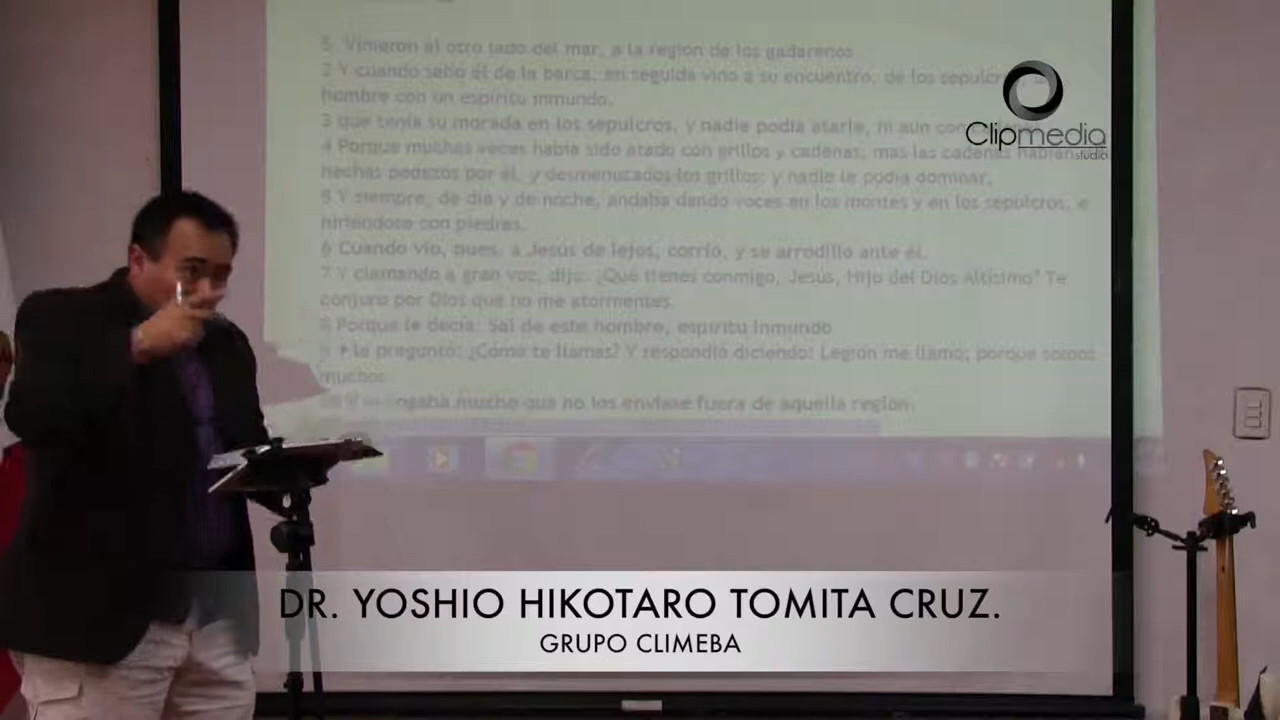 5 Vinieron al otro lado del mar, a la región de los gadarenos
2 Y cuando salió él de la barca, en seguida vino a su encuentro, de los sepulcr
hombre con un espíritu inmundo,
3 que tenía su morada en los sepulcros, y nadie podía atarle, ni aun con
4 Porque muchas veces había sido atado con grillos y cadenas, mas las cadenas habían
hechas pedazos por él, y desmenuzados los grillos; y nadie le podía dominar.
5 Y siempre, de día y de noche, andaba dando voces en los montes y en los sepulcros, e
hiriéndose con piedras.
6 Cuando vio, pues, a Jesús de lejos, corrió, y se arrodilló ante él.
7 Y clamando a gran voz, dijo: ¿Qué tienes conmigo, Jesús, Hijo del Dios Altísimo? Te
conjuro por Dios que no me atormentes.
8 Porque le decía: Sal de este hombre, espíritu inmundo
9 Y le preguntó: ¿Cómo te llamas? Y respondió diciendo: Legión me llamo; porque somos
muchos
rogaba mucho que no los enviase fuera de aquella región.
Clipmedia
studio
DR. YOSHIO HIKOTARO TOMITA CRUZ.
GRUPO CLIMEBA